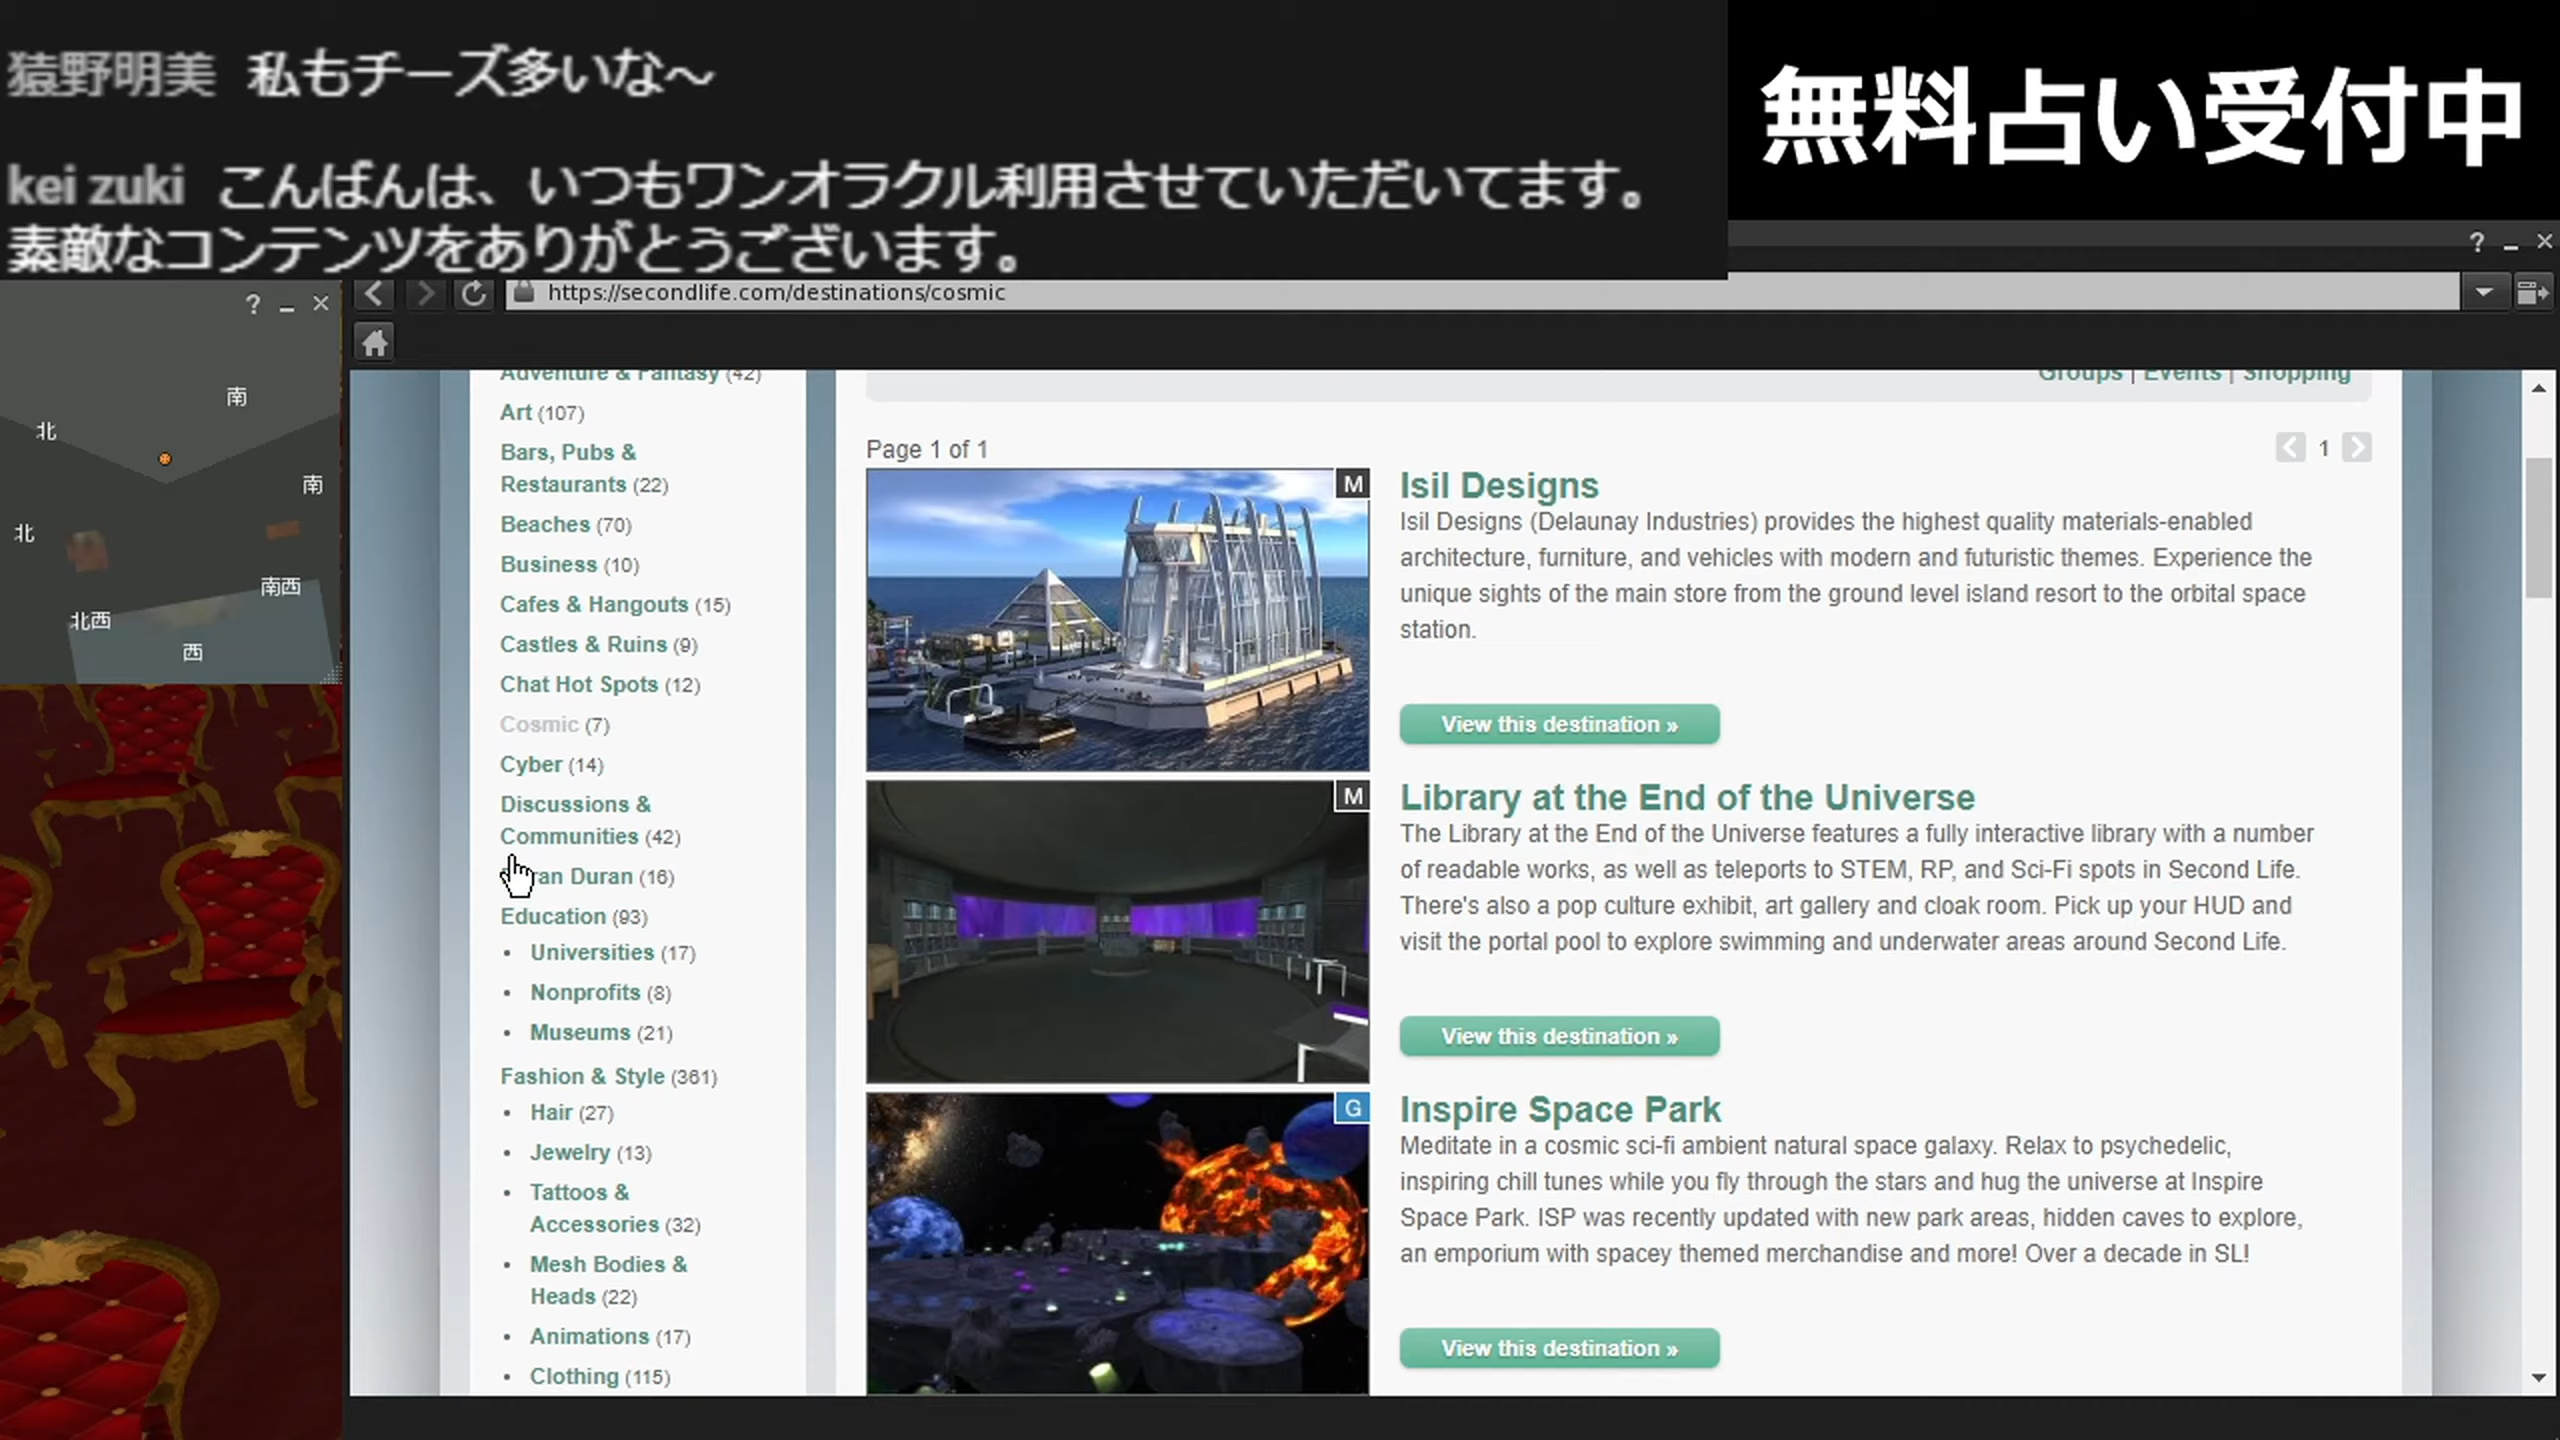 猿野明美 私もチーズ多いな〜
kei zuki こんばんは、いつもワンオラクル利用させていただいてます。
素敵なコンテンツをありがとうございます。
無料占い受付中
https://secondlife.com/destinations/cosmic
南
北
南
北
南西
北西
西
Adventure & Fantasy (42)
Art (107)
Bars, Pubs &
Restaurants (22)
Beaches (70)
Business (10)
Cafes & Hangouts (15)
Castles & Ruins (9)
Chat Hot Spots (12)
Cosmic (7)
Cyber (14)
Discussions &
Communities (42)
ran Duran (16)
Education (93)
• Universities (17)
• Nonprofits (8)
• Museums (21)
Fashion & Style (361)
• Hair (27)
• Jewelry (13)
• Tattoos &
Accessories (32)
• Mesh Bodies &
Heads (22)
• Animations (17)
• Clothing (115)
Groups | Events | Shopping
Page 1 of 1
1
M
Isil Designs
Isil Designs (Delaunay Industries) provides the highest quality materials-enabled
architecture, furniture, and vehicles with modern and futuristic themes. Experience the
unique sights of the main store from the ground level island resort to the orbital space
station.
View this destination »
M
Library at the End of the Universe
The Library at the End of the Universe features a fully interactive library with a number
of readable works, as well as teleports to STEM, RP, and Sci-Fi spots in Second Life.
There's also a pop culture exhibit, art gallery and cloak room. Pick up your HUD and
visit the portal pool to explore swimming and underwater areas around Second Life.
View this destination »
G
Inspire Space Park
Meditate in a cosmic sci-fi ambient natural space galaxy. Relax to psychedelic,
inspiring chill tunes while you fly through the stars and hug the universe at Inspire
Space Park. ISP was recently updated with new park areas, hidden caves to explore,
an emporium with spacey themed merchandise and more! Over a decade in SL!
View this destination »